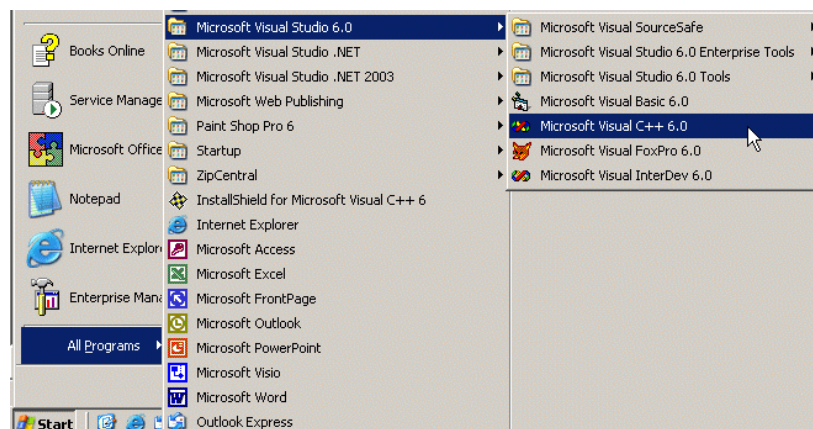 Books Online
Service Manage
Microsoft Office
Notepad
Internet Explor
Enterprise Mana
All Programs
Start
Microsoft Visual Studio 6.0
Microsoft Visual Studio .NET
Microsoft Visual Studio .NET 2003
Microsoft Web Publishing
Paint Shop Pro 6
Startup
ZipCentral
InstallShield for Microsoft Visual C++ 6
Internet Explorer
Microsoft Access
Microsoft Excel
Microsoft FrontPage
Microsoft Outlook
Microsoft PowerPoint
Microsoft Visio
Microsoft Word
Outlook Express
Microsoft Visual SourceSafe
Microsoft Visual Studio 6.0 Enterprise Tools
Microsoft Visual Studio 6.0 Tools
Microsoft Visual Basic 6.0
Microsoft Visual C++ 6.0
Microsoft Visual FoxPro 6.0
Microsoft Visual InterDev 6.0